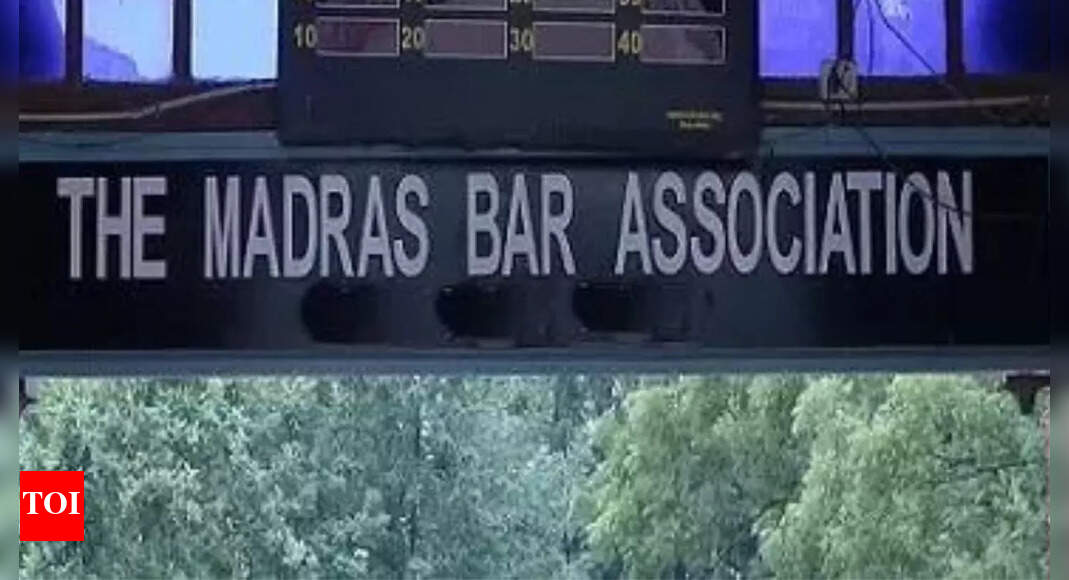 10 20 30 40
THE MADRAS BAR ASSOCIATION
TOI